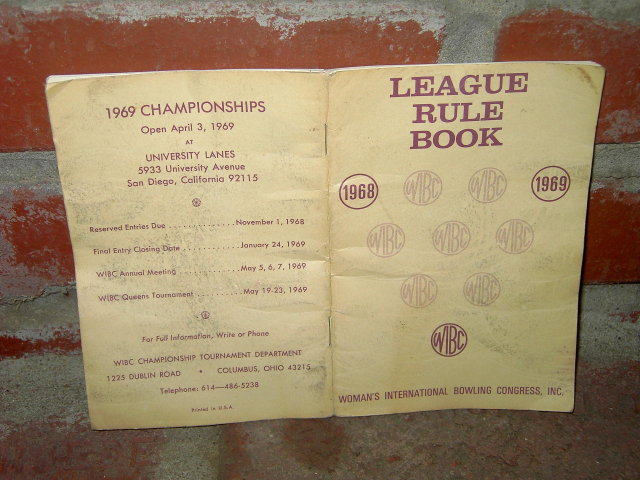 1969 CHAMPIONSHIPS
Open April 3, 1969
AT
UNIVERSITY LANES
5933 University Avenue
San Diego, California 92115
Reserved Entries Due . . . . . . . . . . . . November 1, 1968
Final Entry Closing Date . . . . . . . . . . . January 24, 1969
WIBC Annual Meeting . . . . . . . . . . . May 5, 6, 7, 1969
WIBC Queens Tournament . . . . . . . . May 19-23, 1969
For Full Information, Write or Phone
WIBC CHAMPIONSHIP TOURNAMENT DEPARTMENT
1225 DUBLIN ROAD • COLUMBUS, OHIO 43215
Telephone: 614—486-5238
Printed in U.S.A.
LEAGUE
RULE
BOOK
1968 WIBC WIBC 1969
WIBC WIBC WIBC
WIBC WIBC
WIBC
WOMAN'S INTERNATIONAL BOWLING CONGRESS, INC.